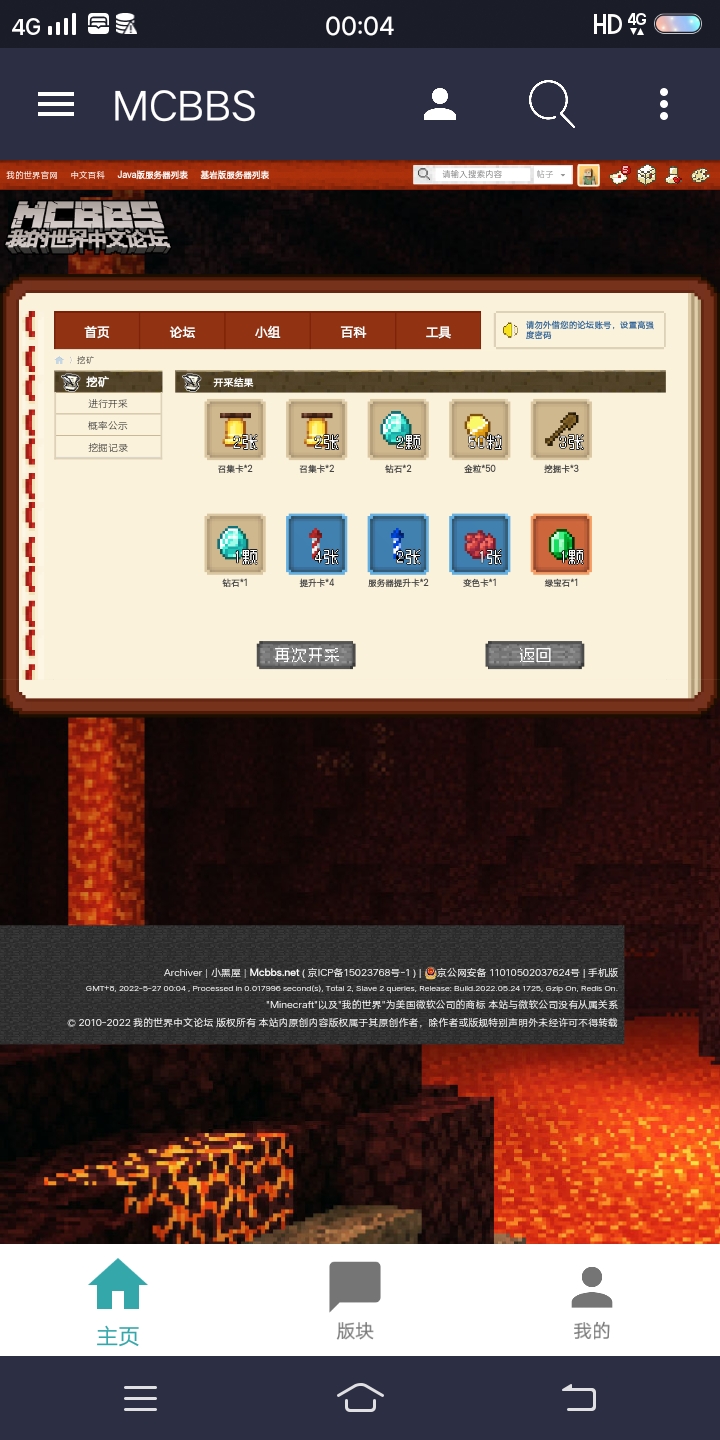 4G 00:04 HD 4G
MCBBS
我的世界官网 中文百科 Java版服务器列表 基岩版服务器列表 请输入搜索内容 帖子
MCBBS
我的世界中文论坛
首页 论坛 小组 百科 工具
请勿外借您的论坛账号，设置高强度密码
挖矿
挖矿
进行开采
概率公示
挖掘记录
开采结果
2张 2张 2颗 50粒 3张
召集卡*2 召集卡*2 钻石*2 金粒*50 挖掘卡*3
1颗 4张 2张 1张 1颗
钻石*1 提升卡*4 服务器提升卡*2 变色卡*1 绿宝石*1
再次开采 返回
Archiver | 小黑屋 | Mcbbs.net ( 京ICP备15023768号-1 ) | 京公网安备 11010502037624号 | 手机版
GMT+8, 2022-5-27 00:04 , Processed in 0.017996 second(s), Total 2, Slave 2 queries, Release: Build.2022.05.24 1725, Gzip On, Redis On.
"Minecraft"以及"我的世界"为美国微软公司的商标 本站与微软公司没有从属关系
© 2010-2022 我的世界中文论坛 版权所有 本站内原创内容版权属于其原创作者，除作者或版规特别声明外未经许可不得转载
主页 版块 我的